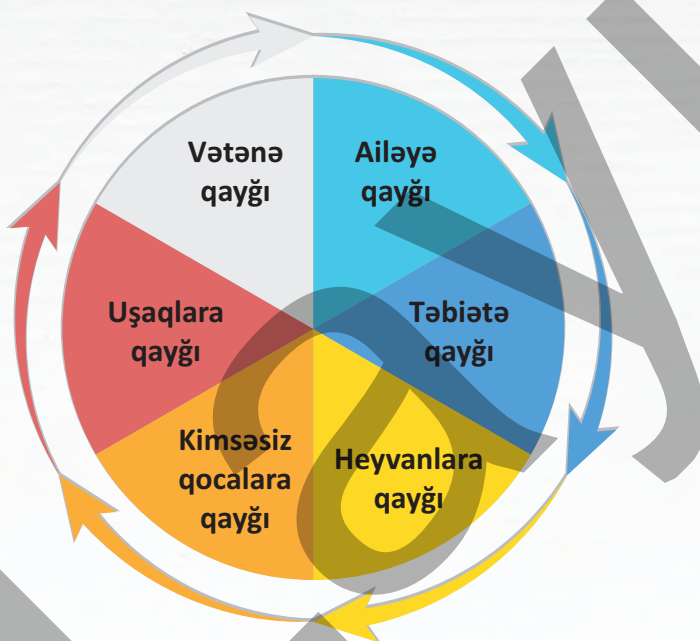 Vətənə
qayğı
Ailəyə
qayğı
Təbiətə
qayğı
Heyvanlara
qayğı
Kimsəsiz
qocalara
qayğı
Uşaqlara
qayğı